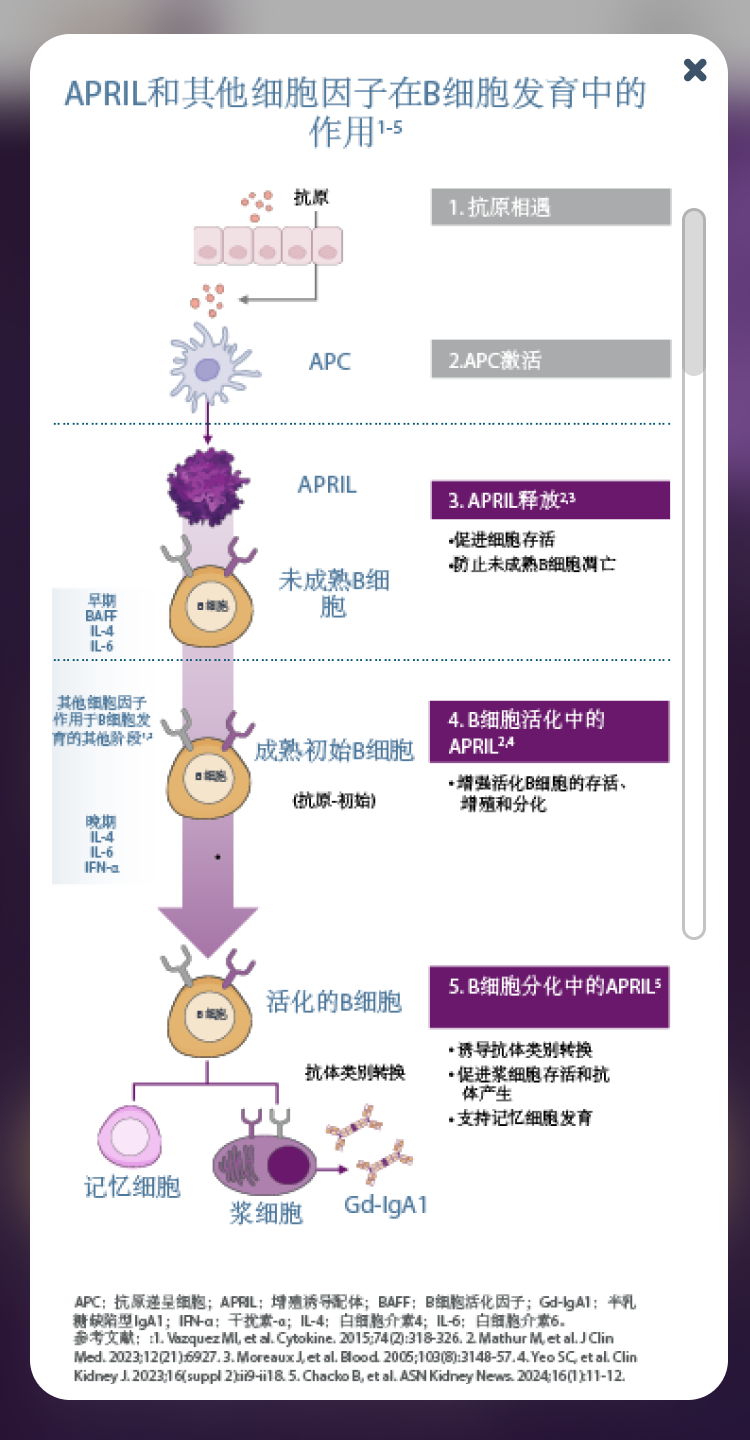 APRIL和其他细胞因子在B细胞发育中的
作用1-5
抗原
1. 抗原相遇
APC
2.APC激活
APRIL
3. APRIL释放2,3
•促进细胞存活
•防止未成熟B细胞凋亡
未成熟B细
胞
B 细胞
早期
BAFF
IL-4
IL-6
其他细胞因子
作用于B细胞发
育的其他阶段1,2
4. B细胞活化中的
APRIL2,4
成熟初始B细胞
B 细胞
• 增强活化B细胞的存活、
增殖和分化
(抗原-初始)
晚期
IL-4
IL-6
IFN-α
5. B细胞分化中的APRIL5
活化的B细胞
B 细胞
• 诱导抗体类别转换
• 促进浆细胞存活和抗
体产生
• 支持记忆细胞发育
抗体类别转换
记忆细胞
浆细胞
Gd-IgA1
APC：抗原递呈细胞；APRIL：增殖诱导配体；BAFF：B细胞活化因子；Gd-IgA1：半乳
糖缺陷型IgA1；IFN-α：干扰素-α；IL-4：白细胞介素4；IL-6：白细胞介素6。
参考文献：:1. Vazquez MI, et al. Cytokine. 2015;74(2):318-326. 2. Mathur M, et al. J Clin
Med. 2023;12(21):6927. 3. Moreaux J, et al. Blood. 2005;103(8):3148-57. 4. Yeo SC, et al. Clin
Kidney J. 2023;16(suppl 2):ii9-ii18. 5. Chacko B, et al. ASN Kidney News. 2024;16(1):11-12.